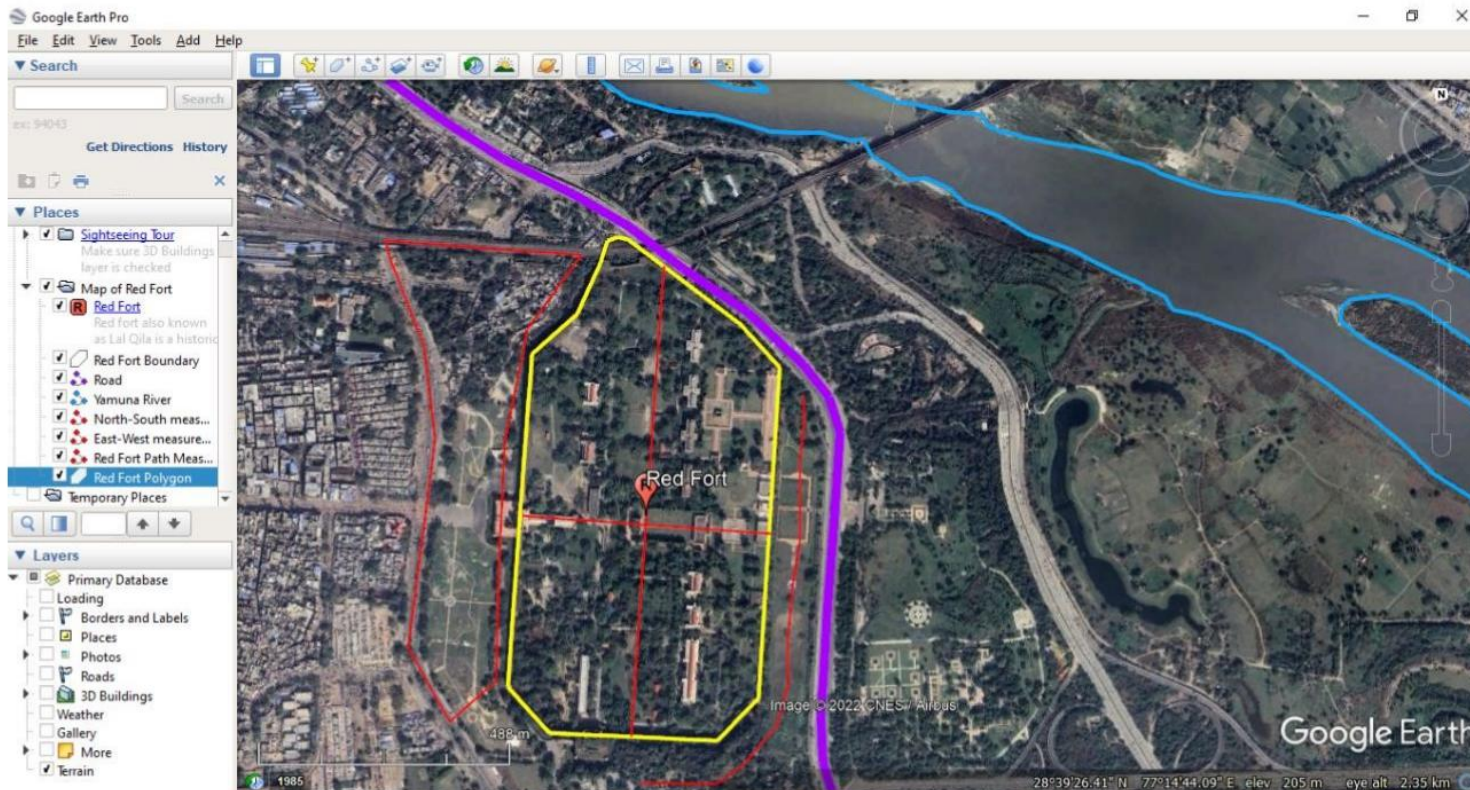 Google Earth Pro
File Edit View Tools Add Help
Search
Search
ex: 94043
Get Directions History
Places
Sightseeing Tour
Make sure 3D Buildings
layer is checked
Map of Red Fort
R Red Fort
Red fort also known
as Lal Qila is a historic
Red Fort Boundary
Road
Yamuna River
North-South meas...
East-West measure...
Red Fort Path Meas...
Red Fort Polygon
Temporary Places
Layers
Primary Database
Loading
Borders and Labels
Places
Photos
Roads
3D Buildings
Weather
Gallery
More
Terrain
N
R Red Fort
Image © 2022 CNES / Airbus
488 m
Google Earth
1985
28°39'26.41" N 77°14'44.09" E elev 205 m eye alt 2.35 km